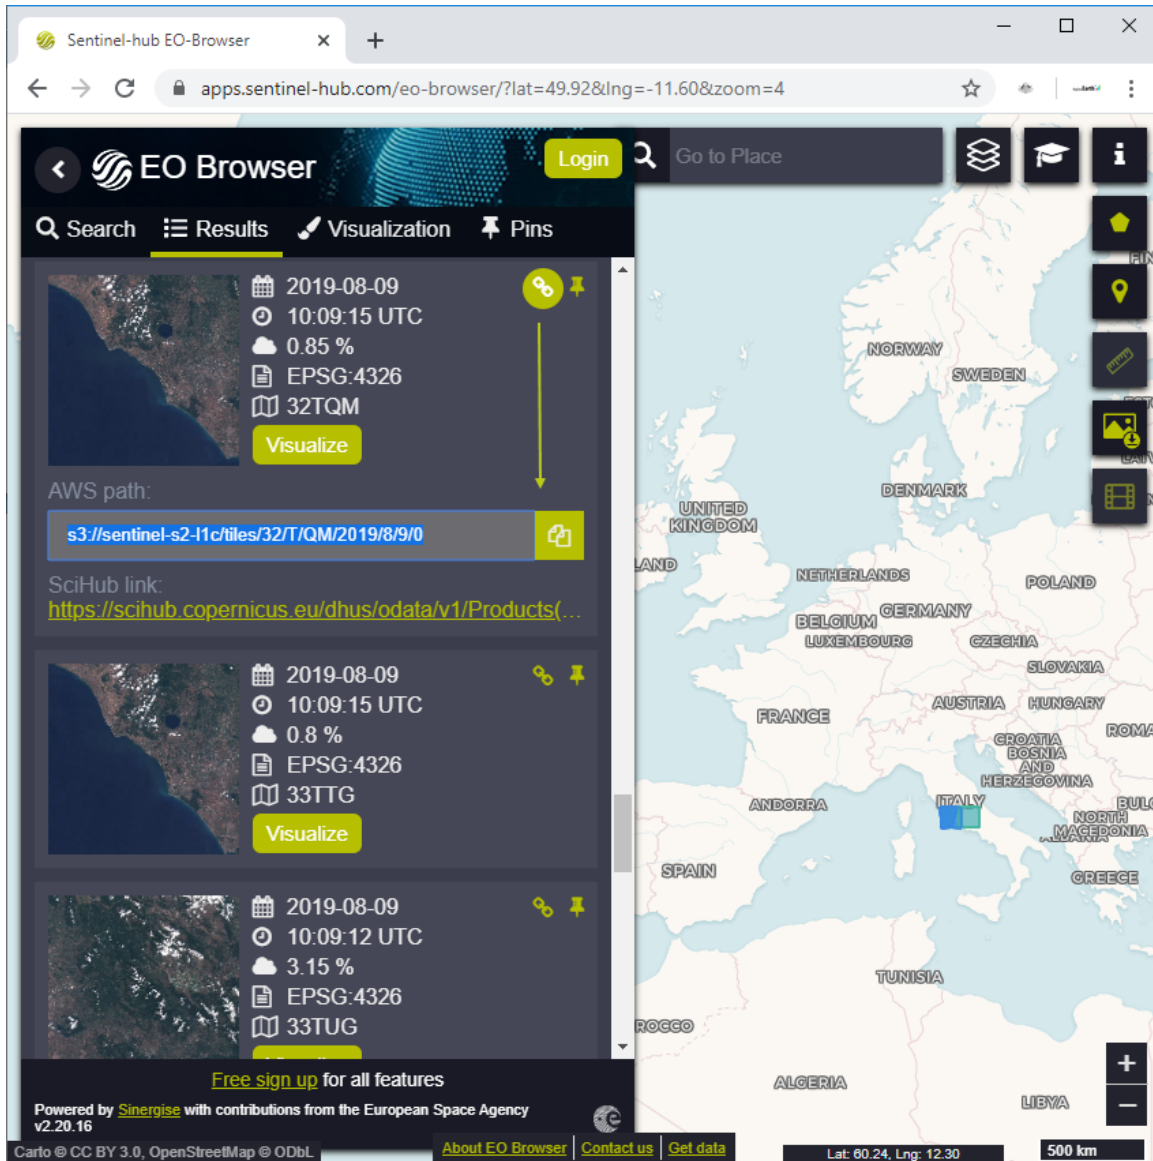 Sentinel-hub EO-Browser
apps.sentinel-hub.com/eo-browser/?lat=49.92&lng=-11.60&zoom=4
EO Browser
Login
Go to Place
Search
Results
Visualization
Pins
2019-08-09
10:09:15 UTC
0.85 %
EPSG:4326
32TQM
Visualize
AWS path:
s3://sentinel-s2-l1c/tiles/32/T/QM/2019/8/9/0
SciHub link:
https://scihub.copernicus.eu/dhus/odata/v1/Products(...
2019-08-09
10:09:15 UTC
0.8 %
EPSG:4326
33TTG
Visualize
2019-08-09
10:09:12 UTC
3.15 %
EPSG:4326
33TUG
Free sign up for all features
Powered by Sinergise with contributions from the European Space Agency
v2.20.16
NORWAY
SWEDEN
DENMARK
UNITED
KINGDOM
LAND
NETHERLANDS
POLAND
BELGIUM
GERMANY
LUXEMBOURG
CZECHIA
SLOVAKIA
AUSTRIA
HUNGARY
FRANCE
ROMA
CROATIA
BOSNIA
AND
HERZEGOVINA
ANDORRA
ITALY
BULG
NORTH
MACEDONIA
SPAIN
GREECE
TUNISIA
ROCCO
ALGERIA
LIBYA
Carto © CC BY 3.0, OpenStreetMap © ODbL
About EO Browser
Contact us
Get data
Lat: 60.24, Lng: 12.30
500 km